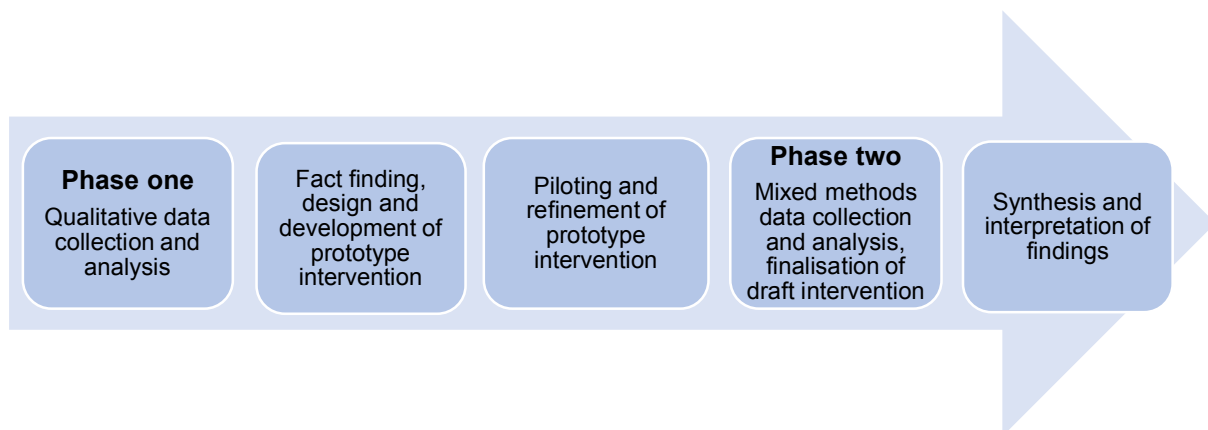 Phase one
Qualitative data
collection and
analysis
Fact finding,
design and
development of
prototype
intervention
Piloting and
refinement of
prototype
intervention
Phase two
Mixed methods
data collection
and analysis,
finalisation of
draft intervention
Synthesis and
interpretation of
findings